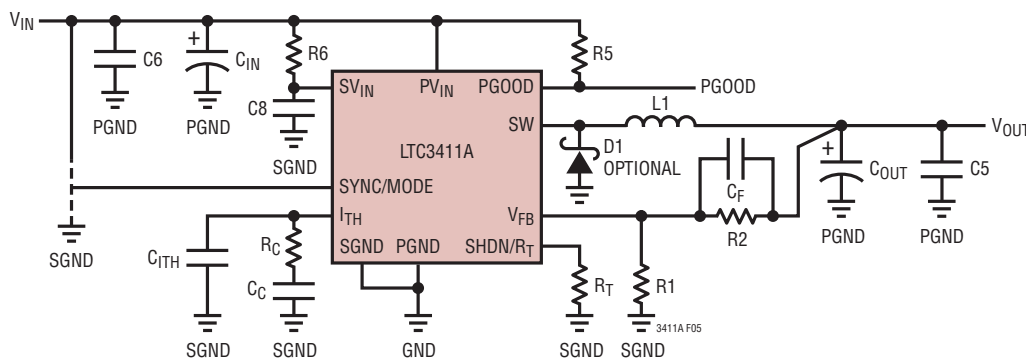 VIN
C6
+
CIN
R6
R5
PGND
PGND
C8
SGND
SVIN
PVIN
PGOOD
PGOOD
SW
L1
VOUT
LTC3411A
D1
OPTIONAL
CF
R2
+
COUT
C5
PGND
PGND
SYNC/MODE
ITH
VFB
SGND
PGND
SHDN/RT
SGND
CITH
RC
CC
RT
R1
3411A F05
SGND
SGND
GND
SGND
SGND